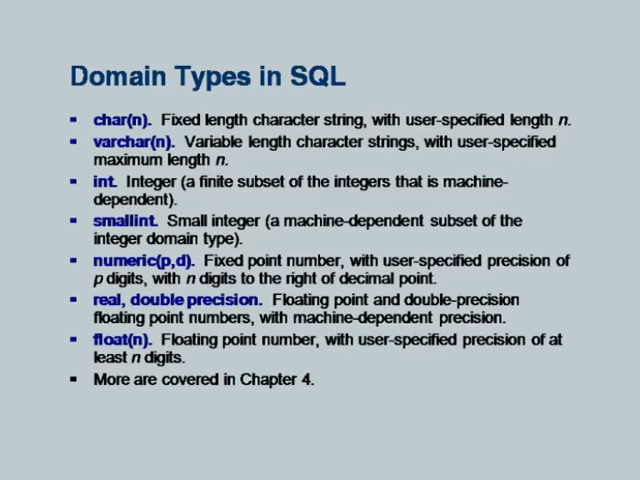 Domain Types in SQL
▪ char(n). Fixed length character string, with user-specified length n.
▪ varchar(n). Variable length character strings, with user-specified
maximum length n.
▪ int. Integer (a finite subset of the integers that is machine-
dependent).
▪ smallint. Small integer (a machine-dependent subset of the
integer domain type).
▪ numeric(p,d). Fixed point number, with user-specified precision of
p digits, with n digits to the right of decimal point.
▪ real, double precision. Floating point and double-precision
floating point numbers, with machine-dependent precision.
▪ float(n). Floating point number, with user-specified precision of at
least n digits.
▪ More are covered in Chapter 4.